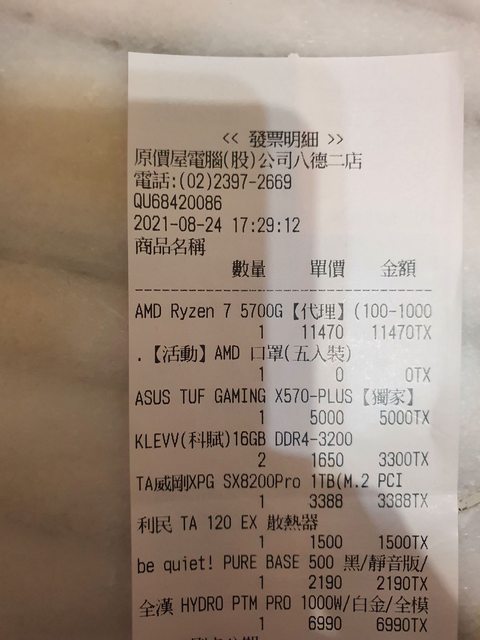 << 發票明細 >>
原價屋電腦(股)公司八德二店
電話:(02)2397-2669
QU68420086
2021-08-24 17:29:12
商品名稱
數量 單價 金額
AMD Ryzen 7 5700G【代理】(100-1000
1 11470 11470TX
.【活動】AMD 口罩(五入裝)
1 0 0TX
ASUS TUF GAMING X570-PLUS【獨家】
1 5000 5000TX
KLEVV(科賦)16GB DDR4-3200
2 1650 3300TX
TA威剛XPG SX8200Pro 1TB(M.2 PCI
1 3388 3388TX
利民 TA 120 EX 散熱器
1 1500 1500TX
be quiet! PURE BASE 500 黑/靜音版/
1 2190 2190TX
全漢 HYDRO PTM PRO 1000W/白金/全模
1 6990 6990TX